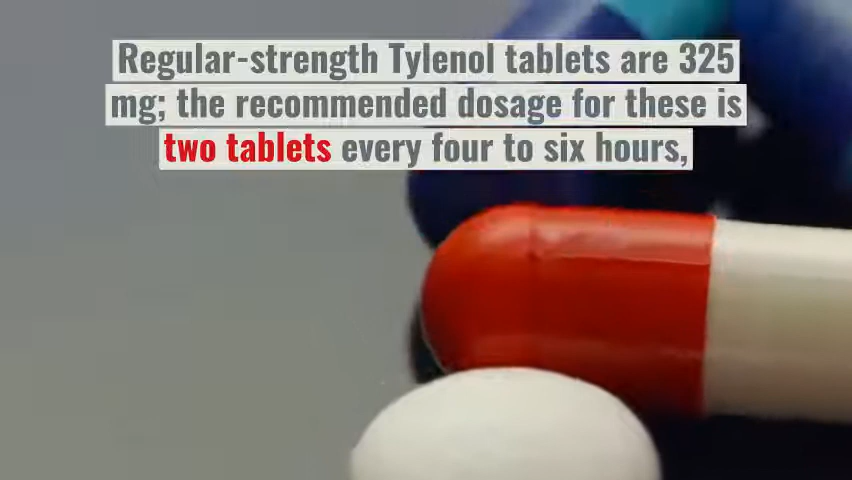 Regular-strength Tylenol tablets are 325
mg; the recommended dosage for these is
two tablets every four to six hours,